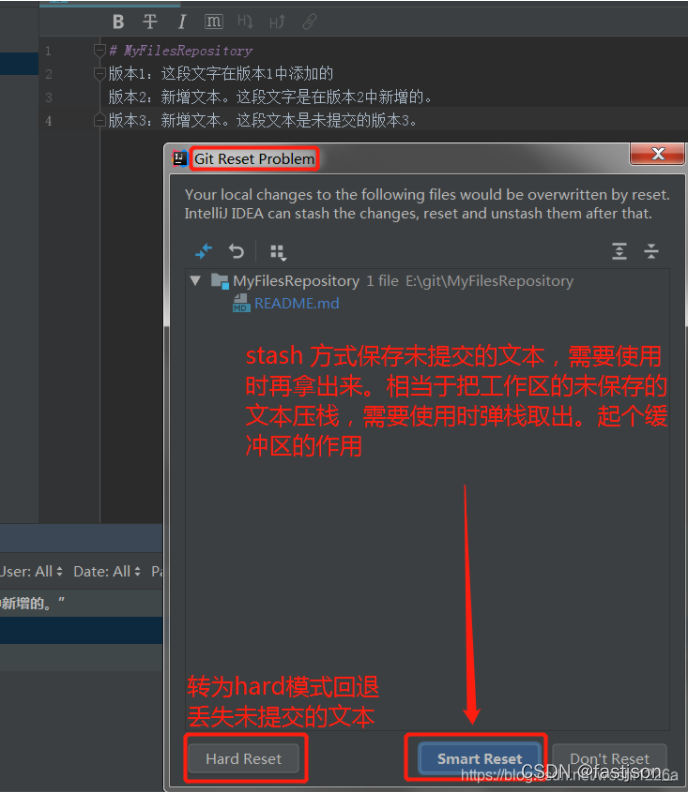 B T I m H↓ H↑
1 # MyFilesRepository
2 版本1：这段文字在版本1中添加的
3 版本2：新增文本。这段文字是在版本2中新增的。
4 版本3：新增文本。这段文本是未提交的版本3。
Git Reset Problem
Your local changes to the following files would be overwritten by reset.
IntelliJ IDEA can stash the changes, reset and unstash them after that.
MyFilesRepository 1 file E:\git\MyFilesRepository
README.md
stash 方式保存未提交的文本，需要使用
时再拿出来。相当于把工作区的未保存的
文本压栈，需要使用时弹栈取出。起个缓
冲区的作用
User: All Date: All Pa
新增的。”
转为hard模式回退
丢失未提交的文本
Hard Reset Smart Reset Don't Reset
CSDN @fastjson_